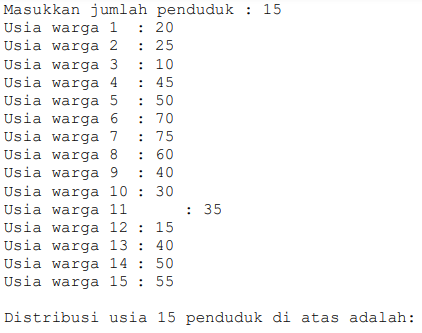 Masukkan jumlah penduduk : 15
Usia warga 1  : 20
Usia warga 2  : 25
Usia warga 3  : 10
Usia warga 4  : 45
Usia warga 5  : 50
Usia warga 6  : 70
Usia warga 7  : 75
Usia warga 8  : 60
Usia warga 9  : 40
Usia warga 10 : 30
Usia warga 11      : 35
Usia warga 12 : 15
Usia warga 13 : 40
Usia warga 14 : 50
Usia warga 15 : 55
Distribusi usia 15 penduduk di atas adalah: